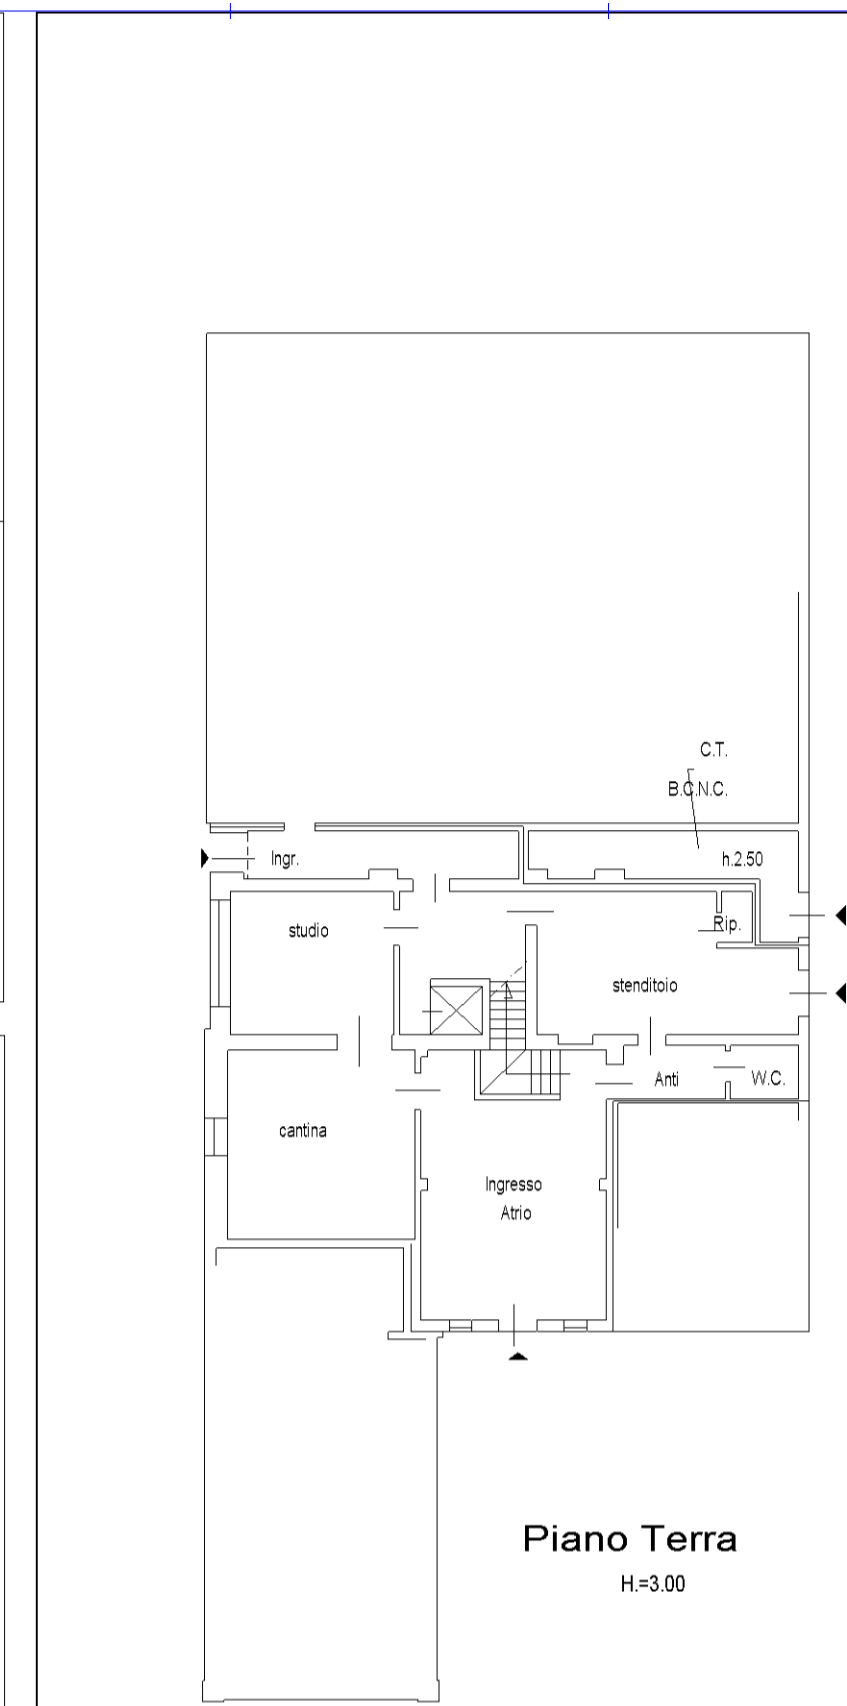 C.T.
B.C.N.C.
h.2.50
Ingr.
Rip.
studio
stenditoio
Anti
W.C.
cantina
Ingresso
Atrio
Piano Terra
H.=3.00